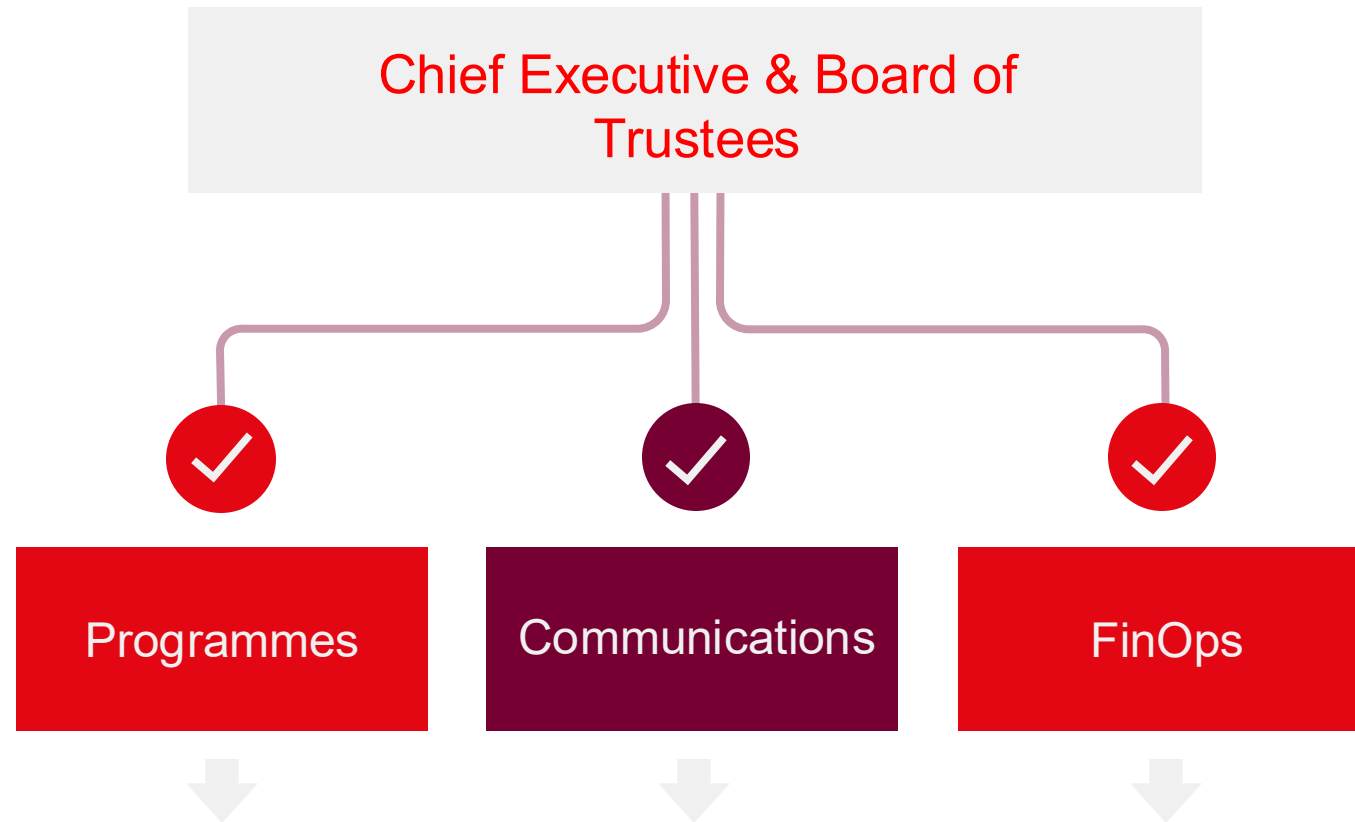 Chief Executive & Board of
Trustees
Programmes
Communications
FinOps